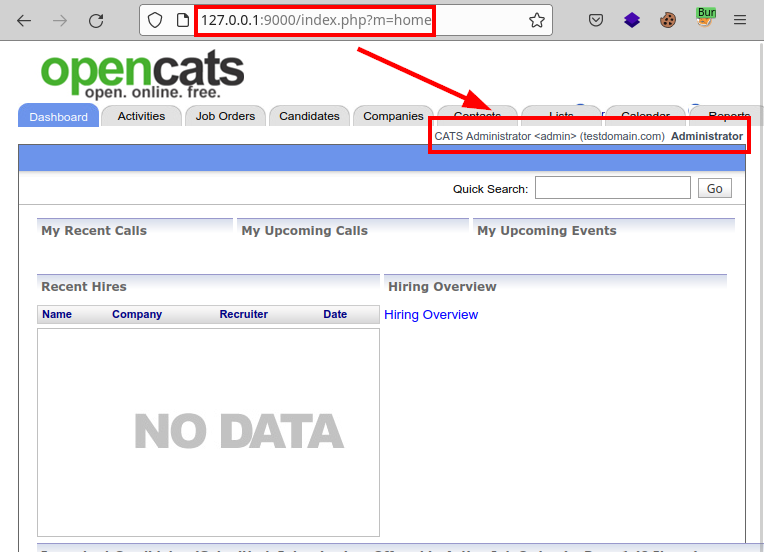 Bur
127.0.0.1:9000/index.php?m=home
opencats
open. online. free.
Dashboard Activities Job Orders Candidates Companies Contacts Lists Calendar Reports
CATS Administrator <admin> (testdomain.com) Administrator
Quick Search: Go
My Recent Calls My Upcoming Calls My Upcoming Events
Recent Hires Hiring Overview
Name Company Recruiter Date Hiring Overview
NO DATA